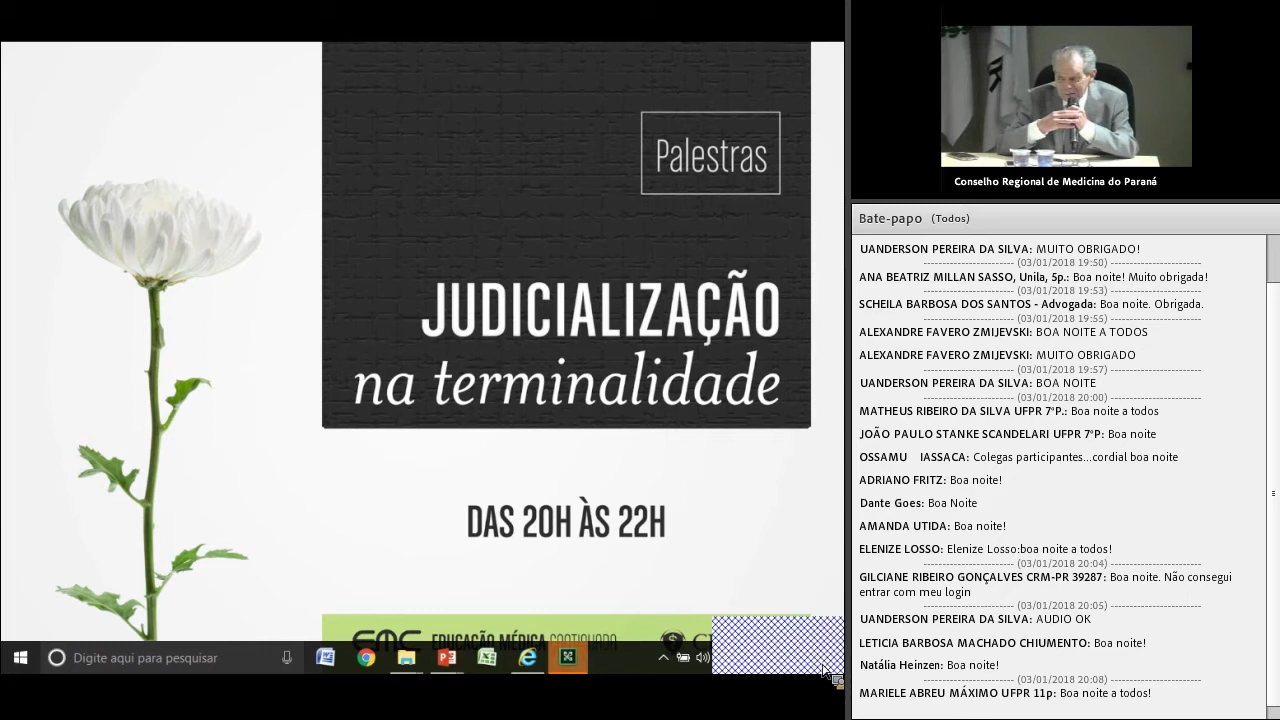 Palestras
JUDICIALIZAÇÃO
na terminalidade
DAS 20H ÀS 22H
EMC EDUCAÇÃO MÉDICA CONTINUADA
Digite aqui para pesquisar
Conselho Regional de Medicina do Paraná
Bate-papo (Todos)
UANDERSON PEREIRA DA SILVA: MUITO OBRIGADO!
------------------------ (03/01/2018 19:50) ------------------------
ANA BEATRIZ MILLAN SASSO, Unila, 5p.: Boa noite! Muito obrigada!
------------------------ (03/01/2018 19:53) ------------------------
SCHEILA BARBOSA DOS SANTOS - Advogada: Boa noite. Obrigada.
------------------------ (03/01/2018 19:55) ------------------------
ALEXANDRE FAVERO ZMIJEVSKI: BOA NOITE A TODOS
ALEXANDRE FAVERO ZMIJEVSKI: MUITO OBRIGADO
------------------------ (03/01/2018 19:57) ------------------------
UANDERSON PEREIRA DA SILVA: BOA NOITE
------------------------ (03/01/2018 20:00) ------------------------
MATHEUS RIBEIRO DA SILVA UFPR 7ºP.: Boa noite a todos
JOÃO PAULO STANKE SCANDELARI UFPR 7ºP: Boa noite
OSSAMU IASSACA: Colegas participantes...cordial boa noite
ADRIANO FRITZ: Boa noite!
Dante Goes: Boa Noite
AMANDA UTIDA: Boa noite!
ELENIZE LOSSO: Elenize Losso:boa noite a todos!
------------------------ (03/01/2018 20:04) ------------------------
GILCIANE RIBEIRO GONÇALVES CRM-PR 39287: Boa noite. Não consegui
entrar com meu login
------------------------ (03/01/2018 20:05) ------------------------
UANDERSON PEREIRA DA SILVA: AUDIO OK
LETICIA BARBOSA MACHADO CHIUMENTO: Boa noite!
Natália Heinzen: Boa noite!
------------------------ (03/01/2018 20:08) ------------------------
MARIELE ABREU MÁXIMO UFPR 11p: Boa noite a todos!